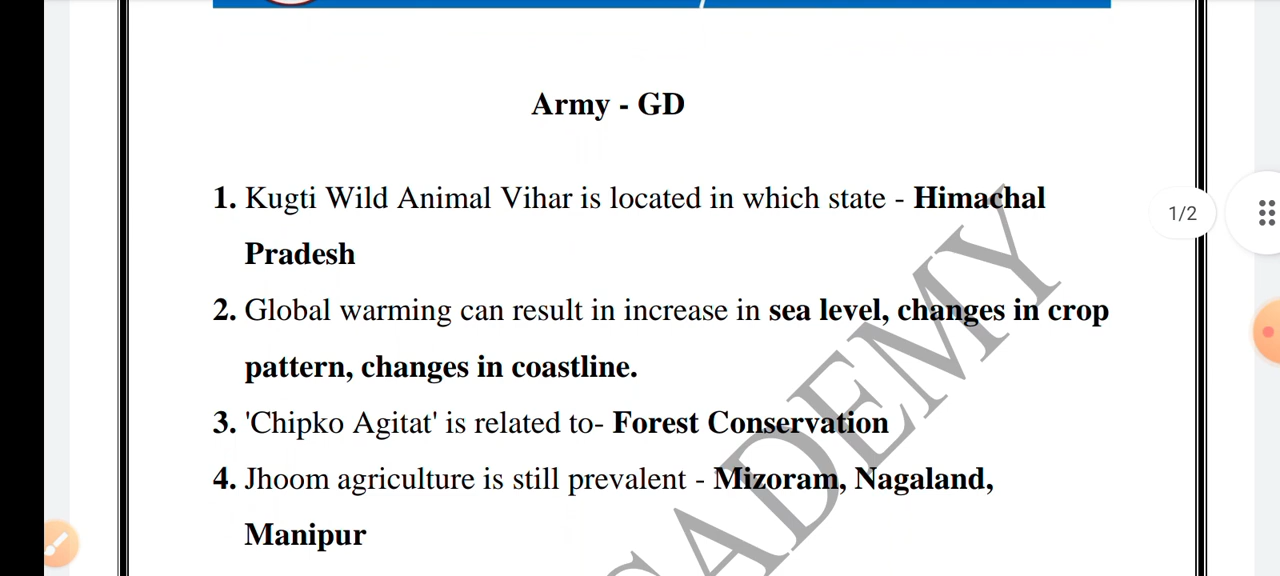 Army - GD
1. Kugti Wild Animal Vihar is located in which state - Himachal
Pradesh
1/2
2. Global warming can result in increase in sea level, changes in crop
pattern, changes in coastline.
3. 'Chipko Agitat' is related to- Forest Conservation
4. Jhoom agriculture is still prevalent - Mizoram, Nagaland,
Manipur
CADEMY